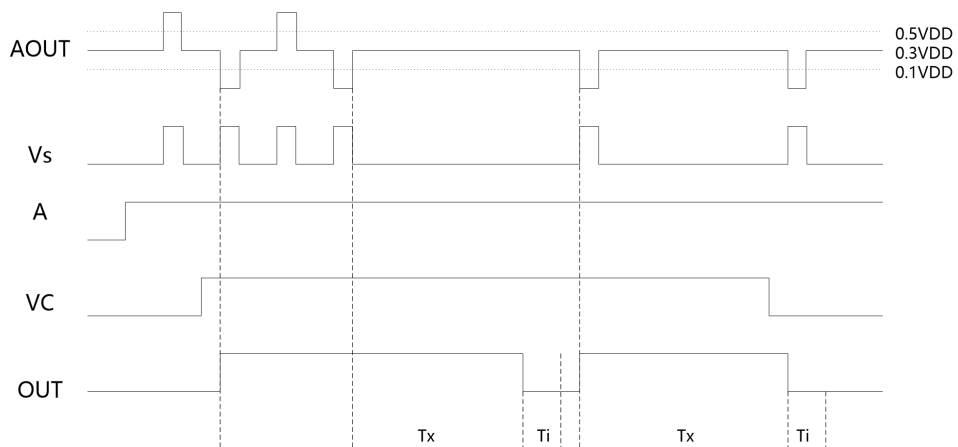 AOUT
0.5VDD
0.3VDD
0.1VDD
Vs
A
VC
OUT
Tx Ti Tx Ti